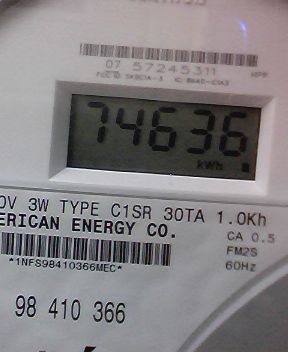 07 57245311
74636
kWh
0V 3W TYPE C1SR 30TA 1.0Kh
ERICAN ENERGY CO.
CA 0.5
FM2S
60Hz
*1NFS98410366MEC*
98 410 366